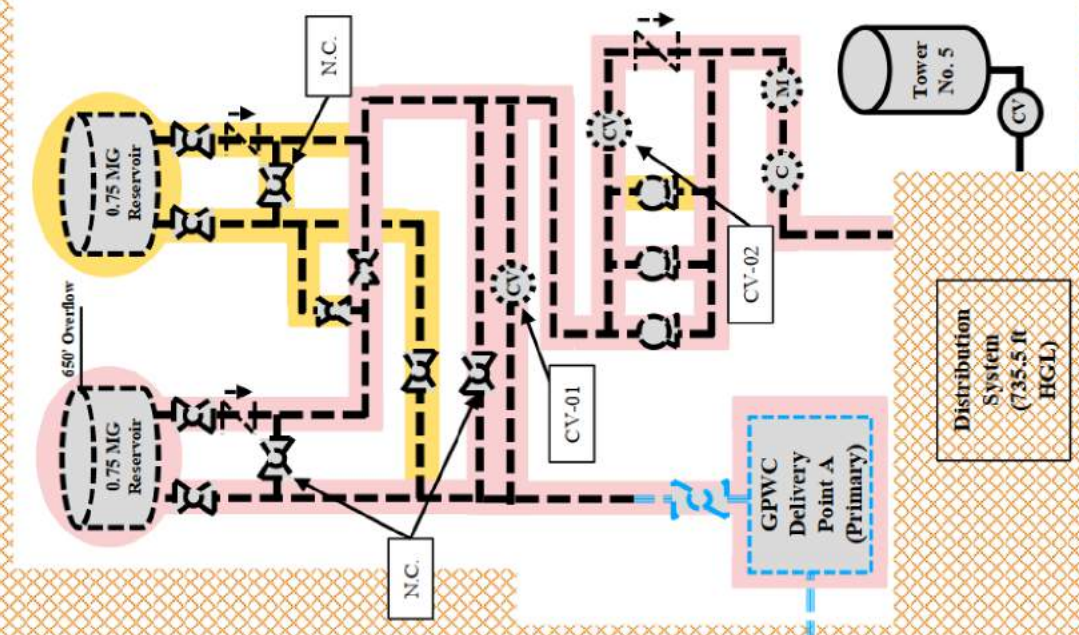 650' Overflow
0.75 MG
Reservoir
0.75 MG
Reservoir
N.C.
N.C.
CV
CV-02
CV
CV-01
M
C
Tower
No. 5
CV
GPWC
Delivery
Point A
(Primary)
Distribution
System
(735.5 ft
HGL)